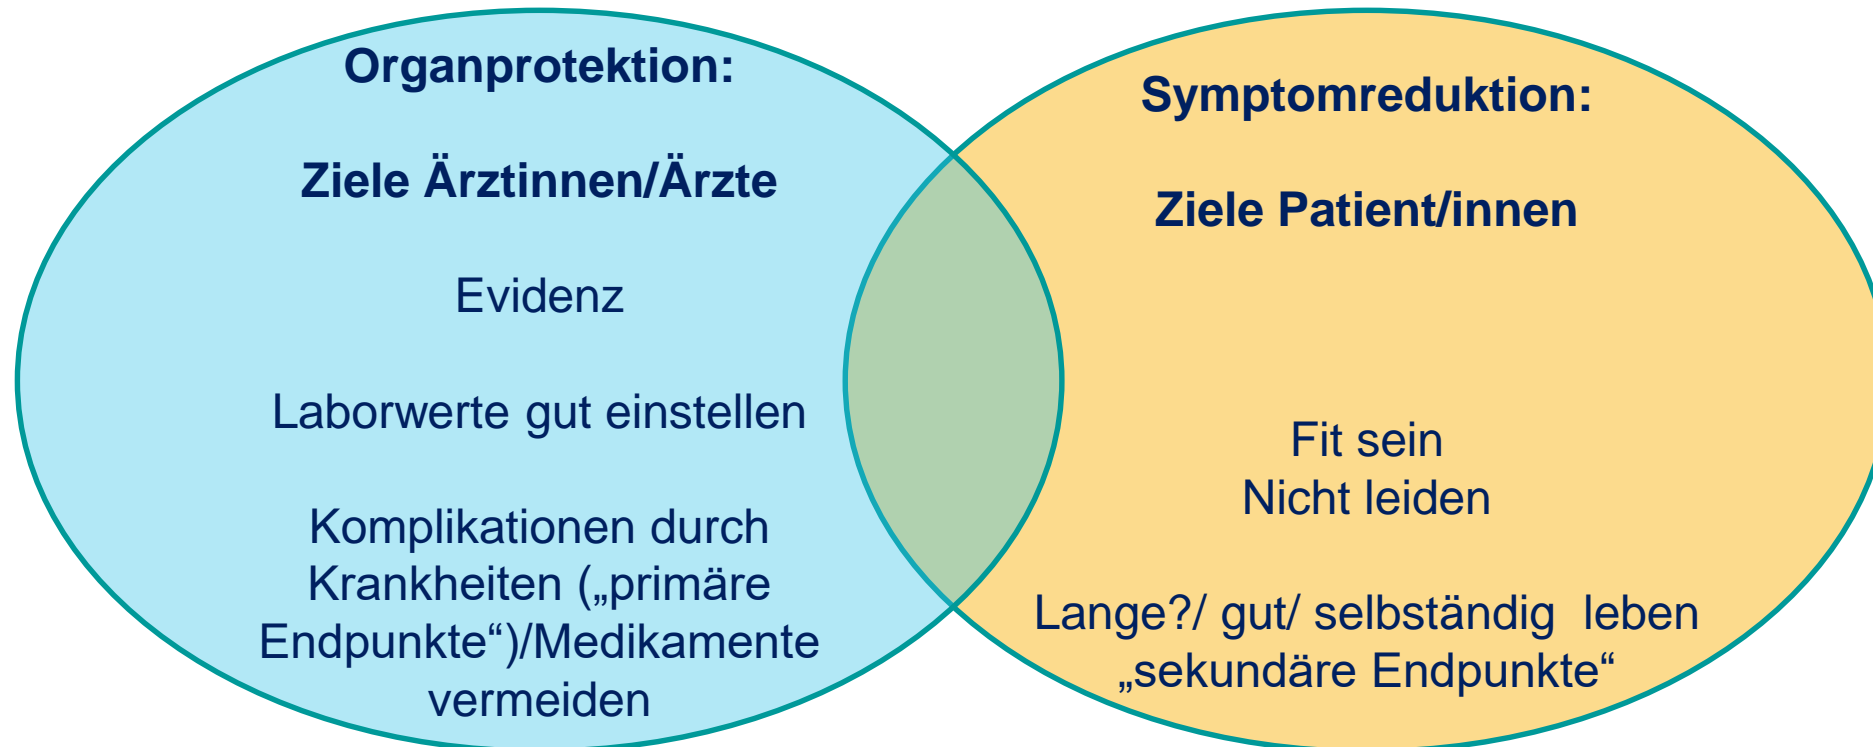 Organprotektion:
Ziele Ärztinnen/Ärzte
Evidenz
Laborwerte gut einstellen
Komplikationen durch
Krankheiten („primäre
Endpunkte“)/Medikamente
vermeiden
Symptomreduktion:
Ziele Patient/innen
Fit sein
Nicht leiden
Lange?/ gut/ selbständig  leben
„sekundäre Endpunkte“